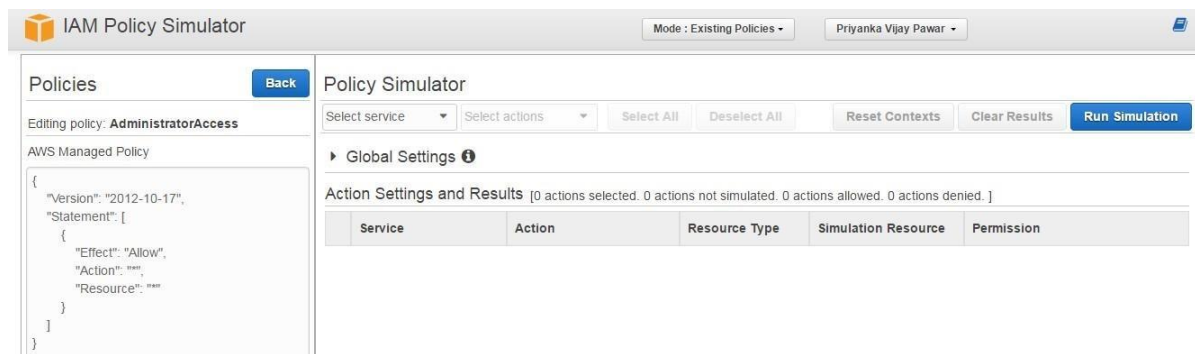 IAM Policy Simulator
Mode : Existing Policies
Priyanka Vijay Pawar
Policies
Back
Editing policy: AdministratorAccess
AWS Managed Policy
{
"Version": "2012-10-17",
"Statement": [
{
"Effect": "Allow",
"Action": "*",
"Resource": "*"
}
]
}
Policy Simulator
Select service
Select actions
Select All
Deselect All
Reset Contexts
Clear Results
Run Simulation
Global Settings
Action Settings and Results [0 actions selected. 0 actions not simulated. 0 actions allowed. 0 actions denied. ]
Service Action Resource Type Simulation Resource Permission